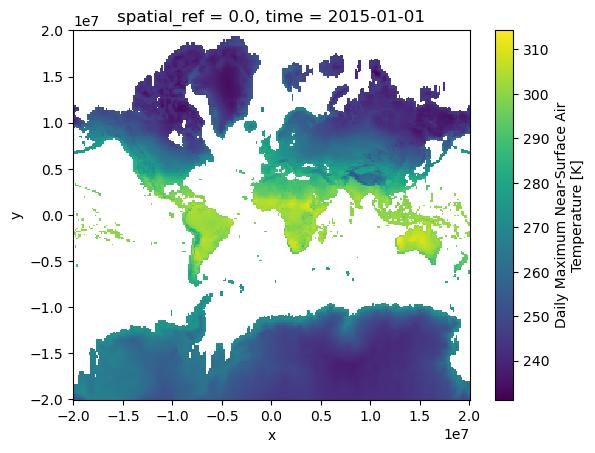 spatial_ref = 0.0, time = 2015-01-01
1e7
2.0
1.5
1.0
0.5
0.0
−0.5
−1.0
−1.5
−2.0
y
−2.0 −1.5 −1.0 −0.5 0.0 0.5 1.0 1.5 2.0
x
1e7
310
300
290
280
270
260
250
240
Daily Maximum Near-Surface Air
Temperature [K]